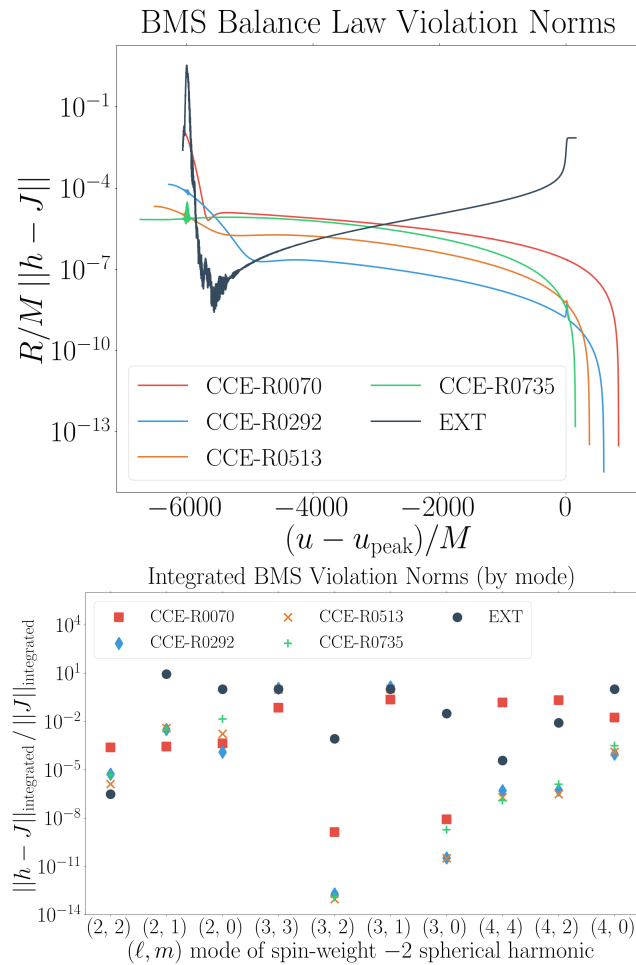 BMS Balance Law Violation Norms
R/M ||h − J||
10^{-1}
10^{-4}
10^{-7}
10^{-10}
10^{-13}
CCE-R0070
CCE-R0292
CCE-R0513
CCE-R0735
EXT
−6000 −4000 −2000 0
(u − u_{peak})/M
Integrated BMS Violation Norms (by mode)
||h − J||_{integrated} / ||J||_{integrated}
10^{4}
10^{1}
10^{-2}
10^{-5}
10^{-8}
10^{-11}
10^{-14}
CCE-R0070
CCE-R0292
CCE-R0513
CCE-R0735
EXT
(2, 2) (2, 1) (2, 0) (3, 3) (3, 2) (3, 1) (3, 0) (4, 4) (4, 2) (4, 0)
(ℓ, m) mode of spin-weight −2 spherical harmonic